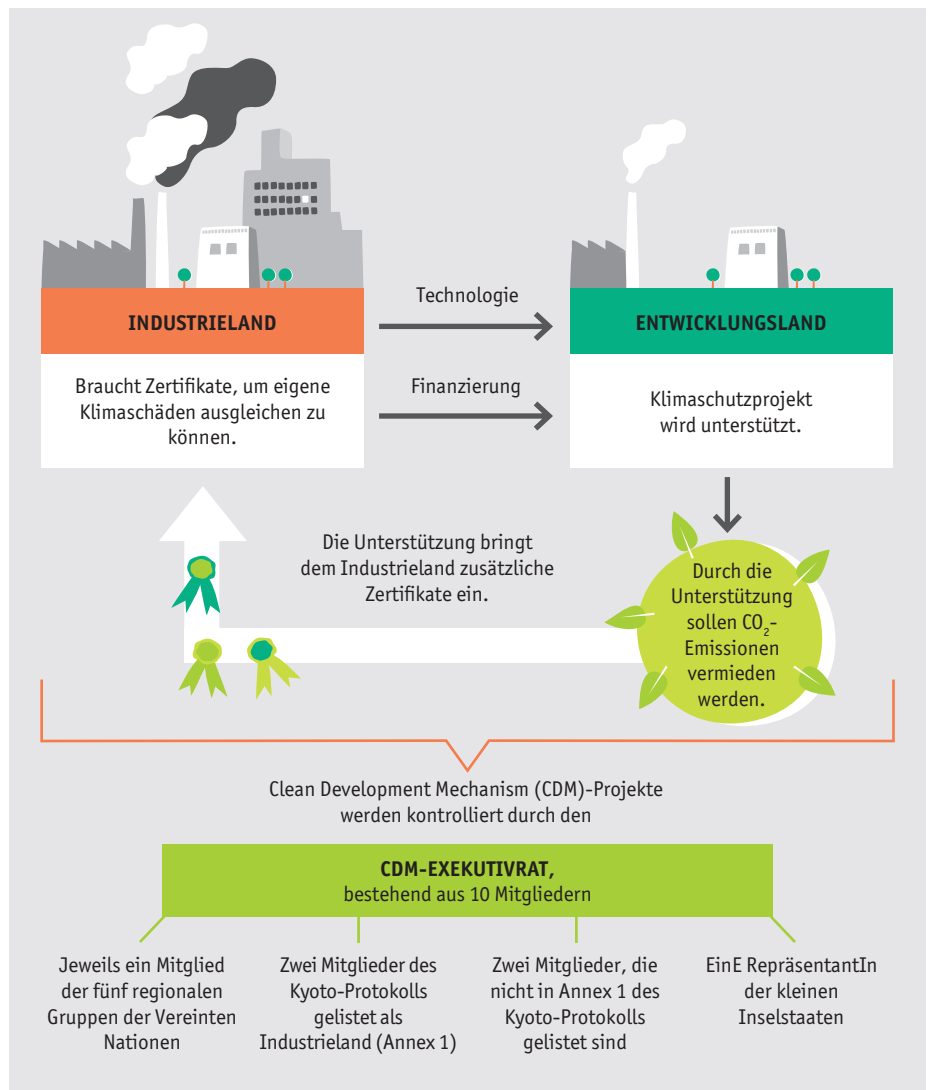 INDUSTRIELAND
Braucht Zertifikate, um eigene
Klimaschäden ausgleichen zu
können.
Technologie
Finanzierung
ENTWICKLUNGSLAND
Klimaschutzprojekt
wird unterstützt.
Die Unterstützung bringt
dem Industrieland zusätzliche
Zertifikate ein.
Durch die
Unterstützung
sollen CO₂-
Emissionen
vermieden
werden.
Clean Development Mechanism (CDM)-Projekte
werden kontrolliert durch den
CDM-EXEKUTIVRAT,
bestehend aus 10 Mitgliedern
Jeweils ein Mitglied
der fünf regionalen
Gruppen der Vereinten
Nationen
Zwei Mitglieder des
Kyoto-Protokolls
gelistet als
Industrieland (Annex 1)
Zwei Mitglieder, die
nicht in Annex 1 des
Kyoto-Protokolls
gelistet sind
EinE RepräsentantIn
der kleinen
Inselstaaten